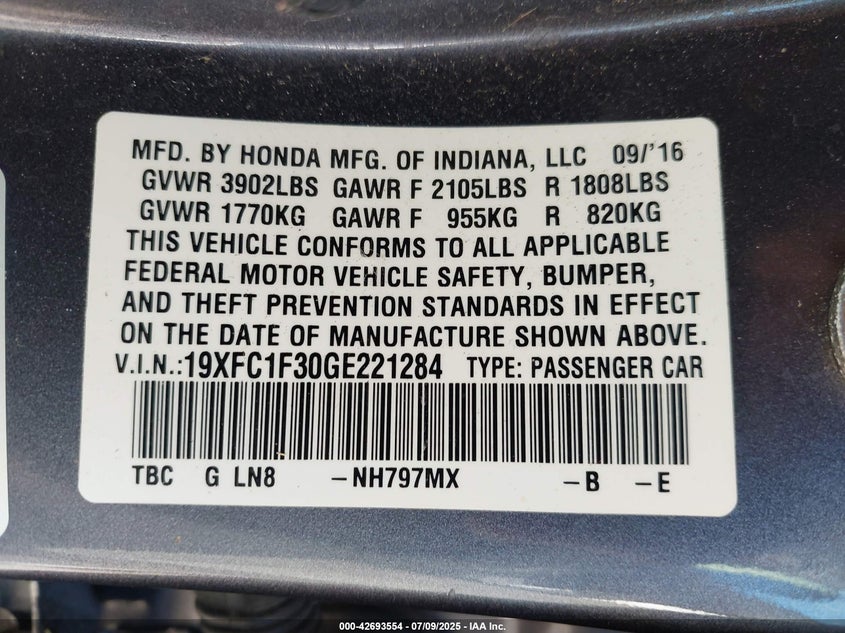 MFD. BY HONDA MFG. OF INDIANA, LLC 09/'16
GVWR 3902LBS GAWR F 2105LBS R 1808LBS
GVWR 1770KG GAWR F 955KG R 820KG
THIS VEHICLE CONFORMS TO ALL APPLICABLE
FEDERAL MOTOR VEHICLE SAFETY, BUMPER,
AND THEFT PREVENTION STANDARDS IN EFFECT
ON THE DATE OF MANUFACTURE SHOWN ABOVE.
V.I.N.:19XFC1F30GE221284 TYPE: PASSENGER CAR
TBC G LN8 -NH797MX -B -E
000-42693554 / 07/09/2025 - IAA Inc.